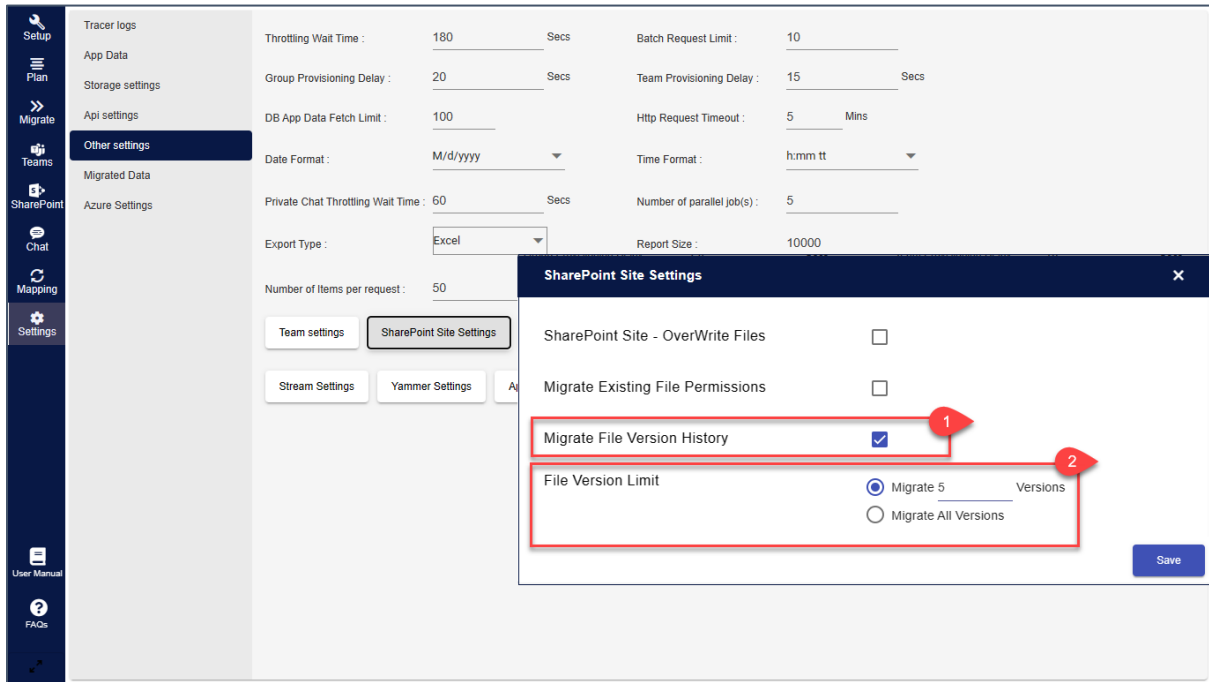 Setup
Plan
Migrate
Teams
SharePoint
Chat
Mapping
Settings
User Manual
FAQs
Tracer logs
App Data
Storage settings
Api settings
Other settings
Migrated Data
Azure Settings
Throttling Wait Time : 180 Secs Batch Request Limit : 10
Group Provisioning Delay : 20 Secs Team Provisioning Delay : 15 Secs
DB App Data Fetch Limit : 100 Http Request Timeout : 5 Mins
Date Format : M/d/yyyy Time Format : h:mm tt
Private Chat Throttling Wait Time : 60 Secs Number of parallel job(s) : 5
Export Type : Excel Report Size : 10000
Number of Items per request : 50
Team settings SharePoint Site Settings
Stream Settings Yammer Settings
SharePoint Site Settings
SharePoint Site - OverWrite Files
Migrate Existing File Permissions
1
Migrate File Version History
2
File Version Limit Migrate 5 Versions
Migrate All Versions
Save